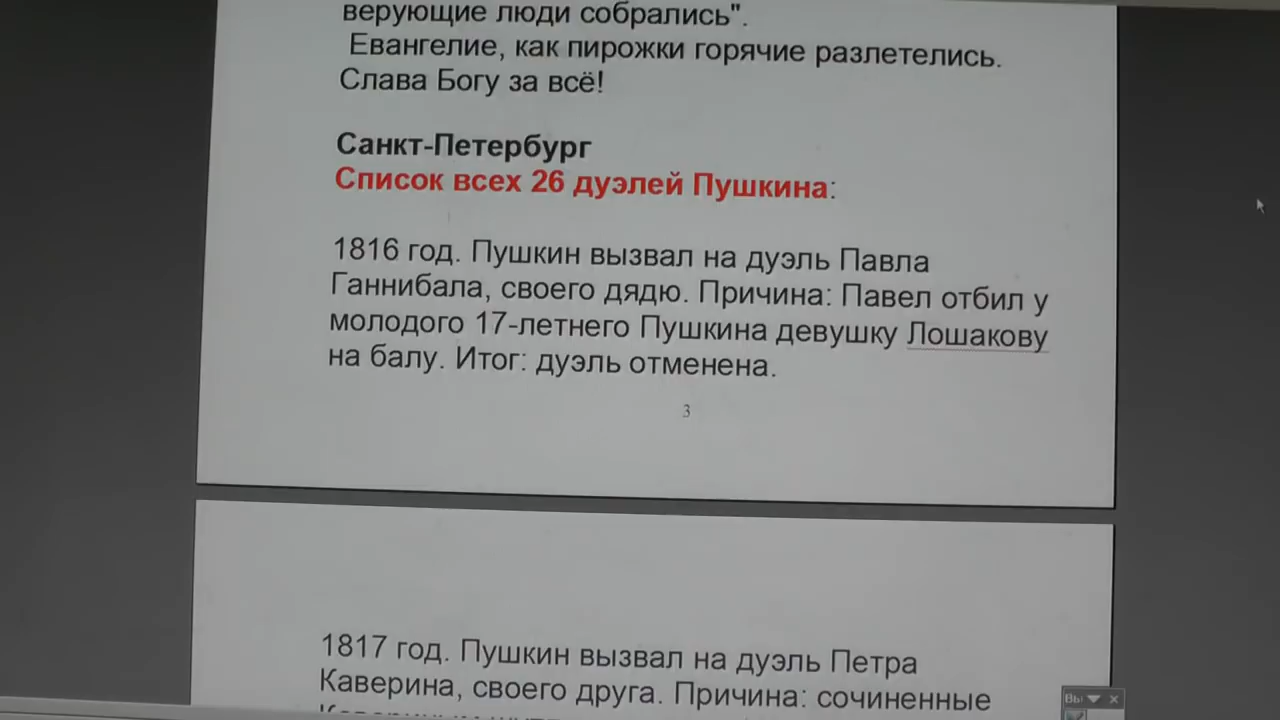 верующие люди собрались".
Евангелие, как пирожки горячие разлетелись.
Слава Богу за всё!
Санкт-Петербург
Список всех 26 дуэлей Пушкина:
1816 год. Пушкин вызвал на дуэль Павла
Ганнибала, своего дядю. Причина: Павел отбил у
молодого 17-летнего Пушкина девушку Лошакову
на балу. Итог: дуэль отменена.
3
1817 год. Пушкин вызвал на дуэль Петра
Каверина, своего друга. Причина: сочиненные